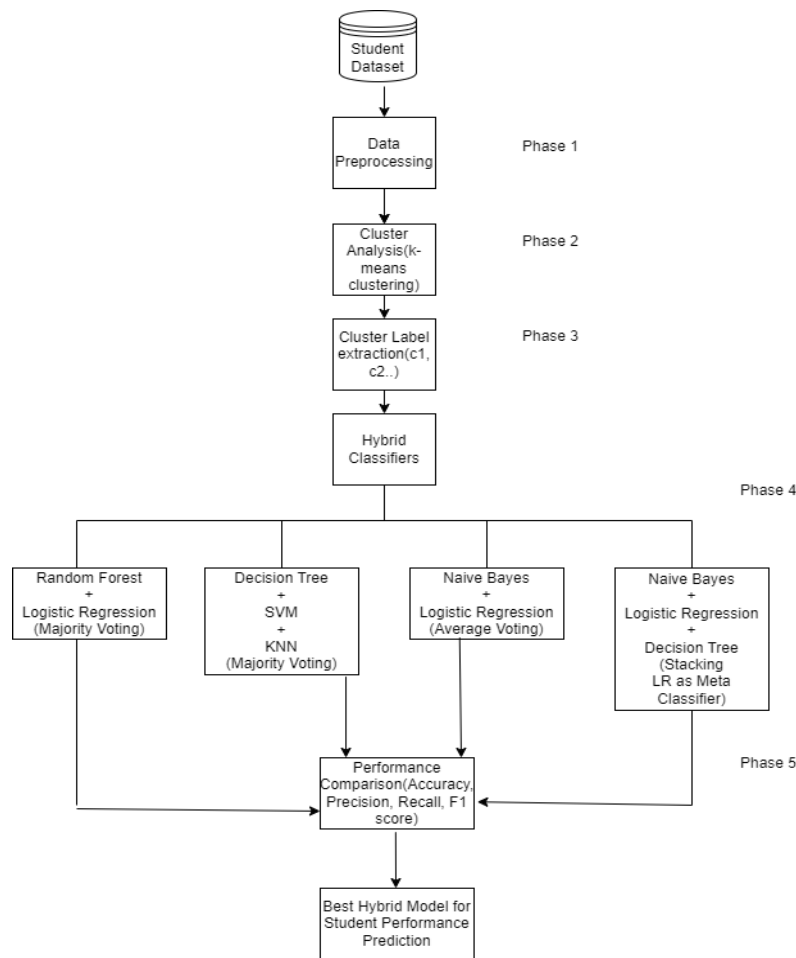 Student
Dataset
Data
Preprocessing
Phase 1
Cluster
Analysis(k-
means
clustering)
Phase 2
Cluster Label
extraction(c1,
c2..)
Phase 3
Hybrid
Classifiers
Phase 4
Random Forest
+
Logistic Regression
(Majority Voting)
Decision Tree
+
SVM
+
KNN
(Majority Voting)
Naive Bayes
+
Logistic Regression
(Average Voting)
Naive Bayes
+
Logistic Regression
+
Decision Tree
(Stacking
LR as Meta
Classifier)
Phase 5
Performance
Comparison(Accuracy,
Precision, Recall, F1
score)
Best Hybrid Model for
Student Performance
Prediction